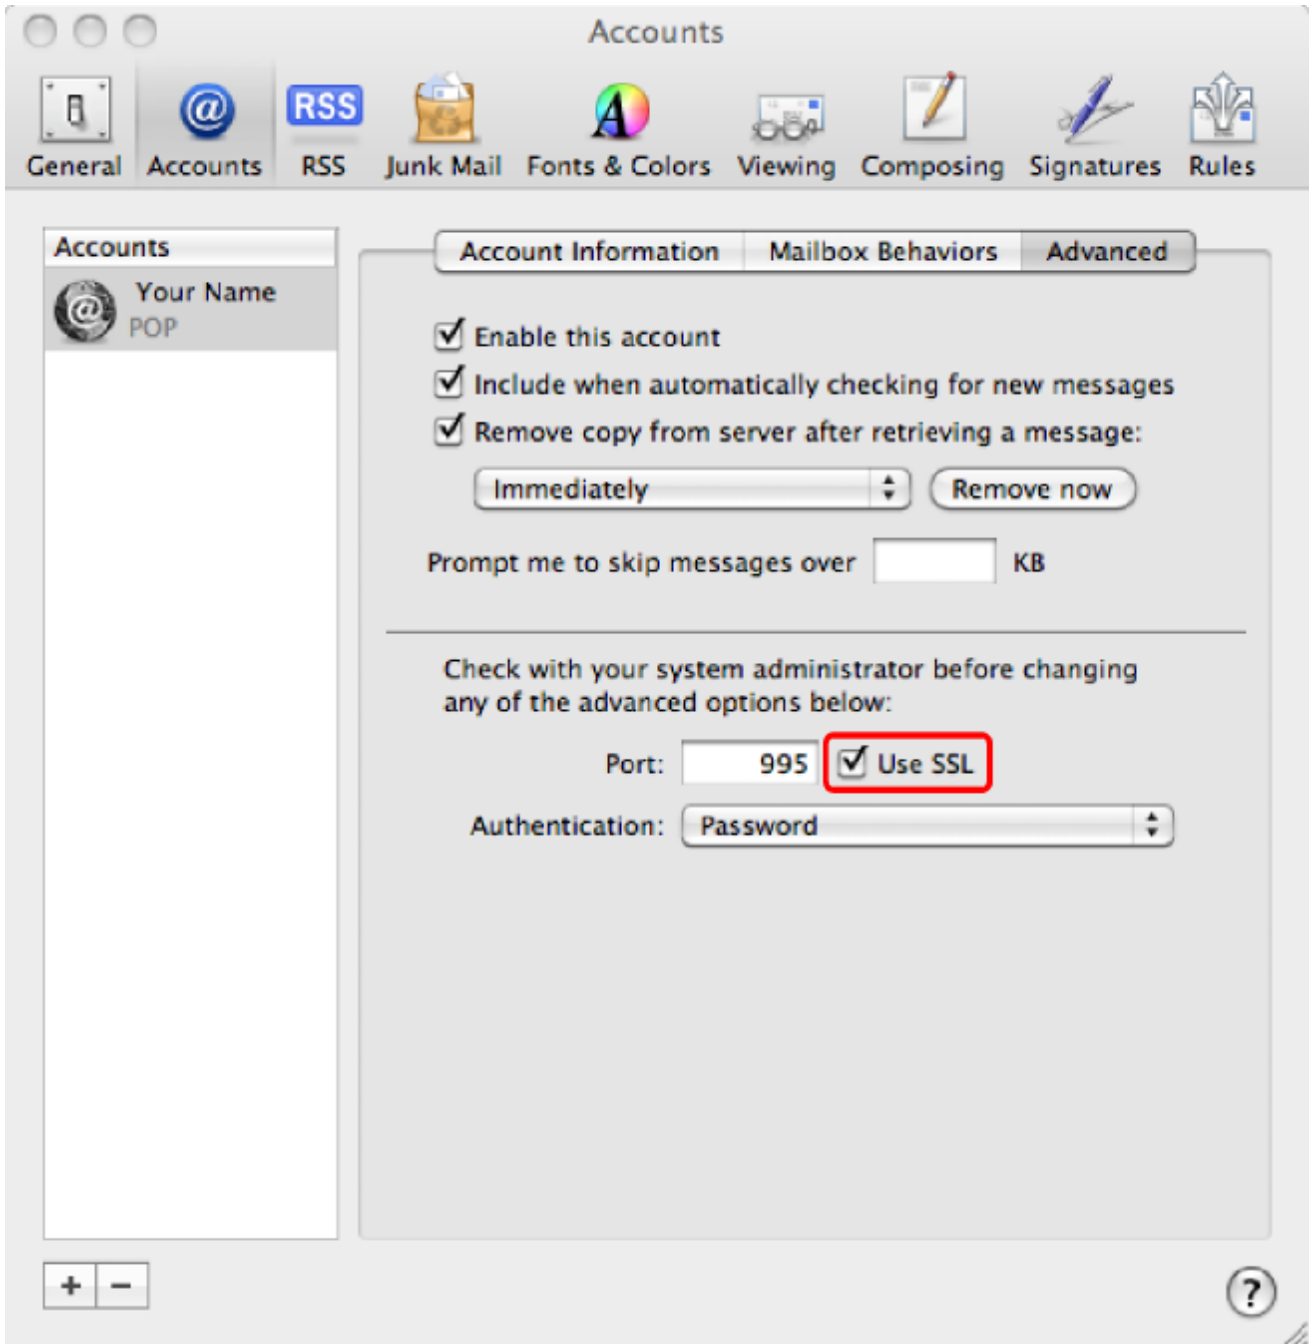 Accounts
RSS
General Accounts RSS Junk Mail Fonts & Colors Viewing Composing Signatures Rules
Accounts
Your Name
POP
Account Information Mailbox Behaviors Advanced
Enable this account
Include when automatically checking for new messages
Remove copy from server after retrieving a message:
Immediately Remove now
Prompt me to skip messages over KB
Check with your system administrator before changing
any of the advanced options below:
Port: 995 Use SSL
Authentication: Password
+ − ?